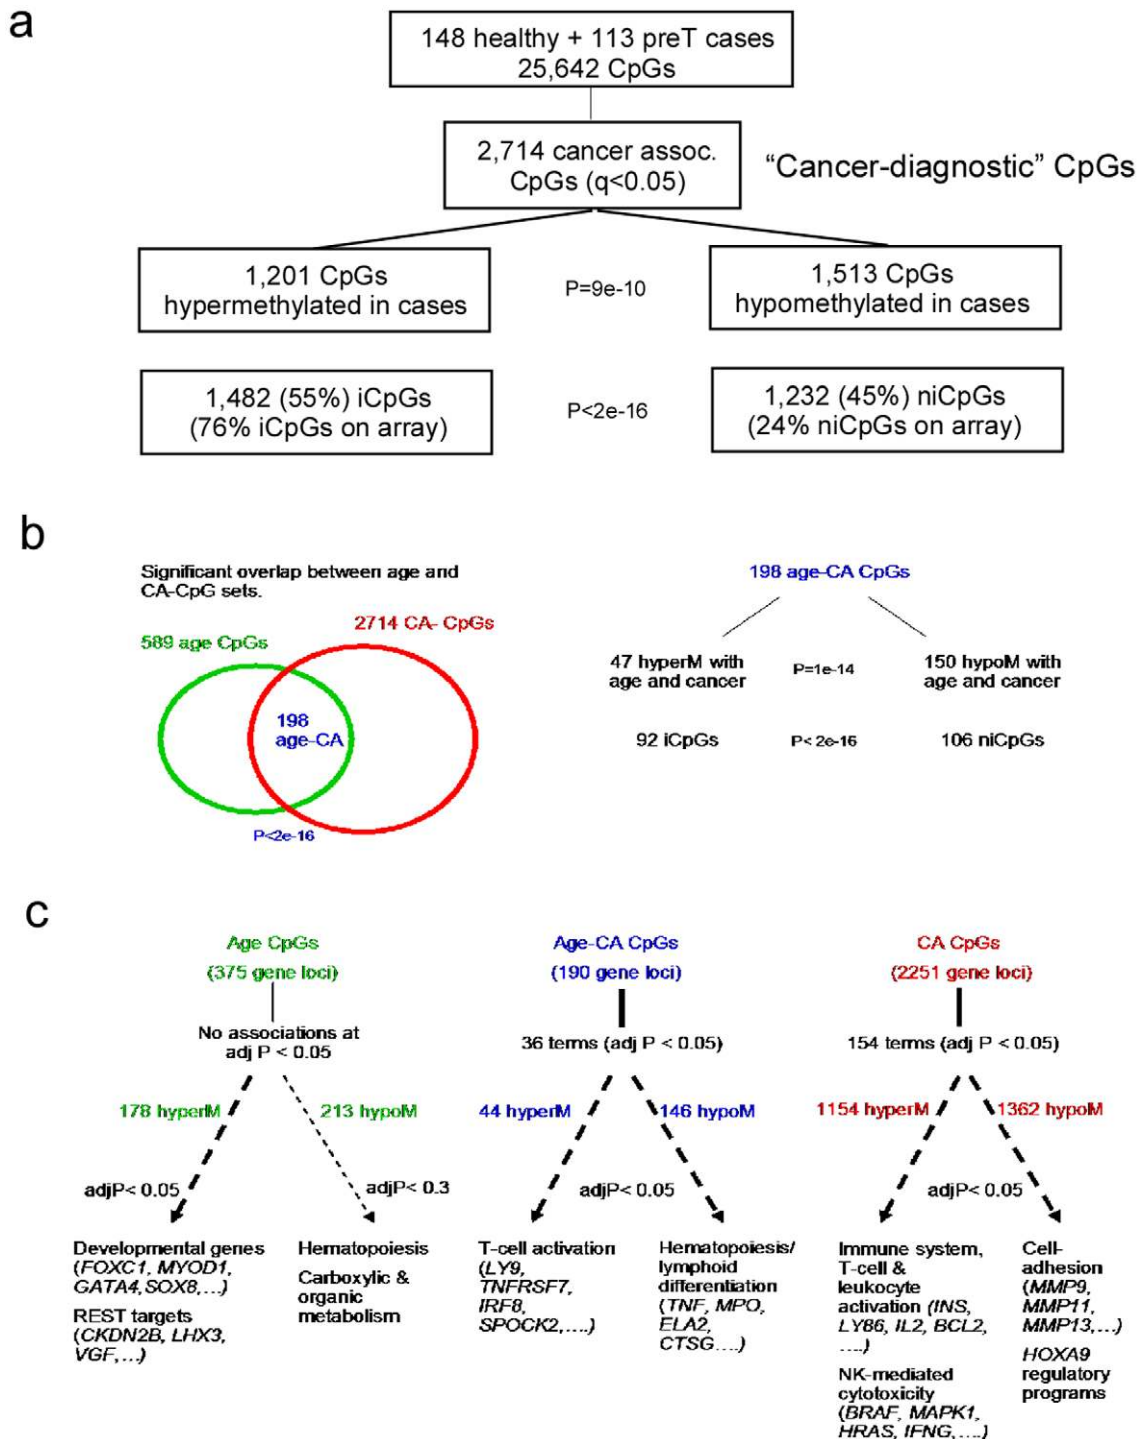 a
148 healthy + 113 preT cases
25,642 CpGs
2,714 cancer assoc.
CpGs (q<0.05)
“Cancer-diagnostic” CpGs
1,201 CpGs
hypermethylated in cases
P=9e-10
1,513 CpGs
hypomethylated in cases
1,482 (55%) iCpGs
(76% iCpGs on array)
P<2e-16
1,232 (45%) niCpGs
(24% niCpGs on array)
b
Significant overlap between age and
CA-CpG sets.
589 age CpGs
2714 CA- CpGs
198
age-CA
P<2e-16
198 age-CA CpGs
47 hyperM with
age and cancer
P=1e-14
150 hypoM with
age and cancer
92 iCpGs
P< 2e-16
106 niCpGs
c
Age CpGs
(375 gene loci)
No associations at
adj P < 0.05
178 hyperM
213 hypoM
adjP< 0.05
adjP< 0.3
Developmental genes
(FOXC1, MYOD1,
GATA4,SOX8,…)
REST targets
(CKDN2B, LHX3,
VGF,…)
Hematopoiesis
Carboxylic &
organic
metabolism
Age-CA CpGs
(190 gene loci)
36 terms (adj P < 0.05)
44 hyperM
146 hypoM
adjP< 0.05
T-cell activation
(LY9,
TNFRSF7,
IRF8,
SPOCK2,….)
Hematopoiesis/
lymphoid
differentiation
(TNF, MPO,
ELA2,
CTSG….)
CA CpGs
(2251 gene loci)
154 terms (adj P < 0.05)
1154 hyperM
1362 hypoM
adjP< 0.05
Immune system,
T-cell &
leukocyte
activation (INS,
LY86, IL2, BCL2,
….)
NK-mediated
cytotoxicity
(BRAF, MAPK1,
HRAS, IFNG,….)
Cell-
adhesion
(MMP9,
MMP11,
MMP13,…)
HOXA9
regulatory
programs